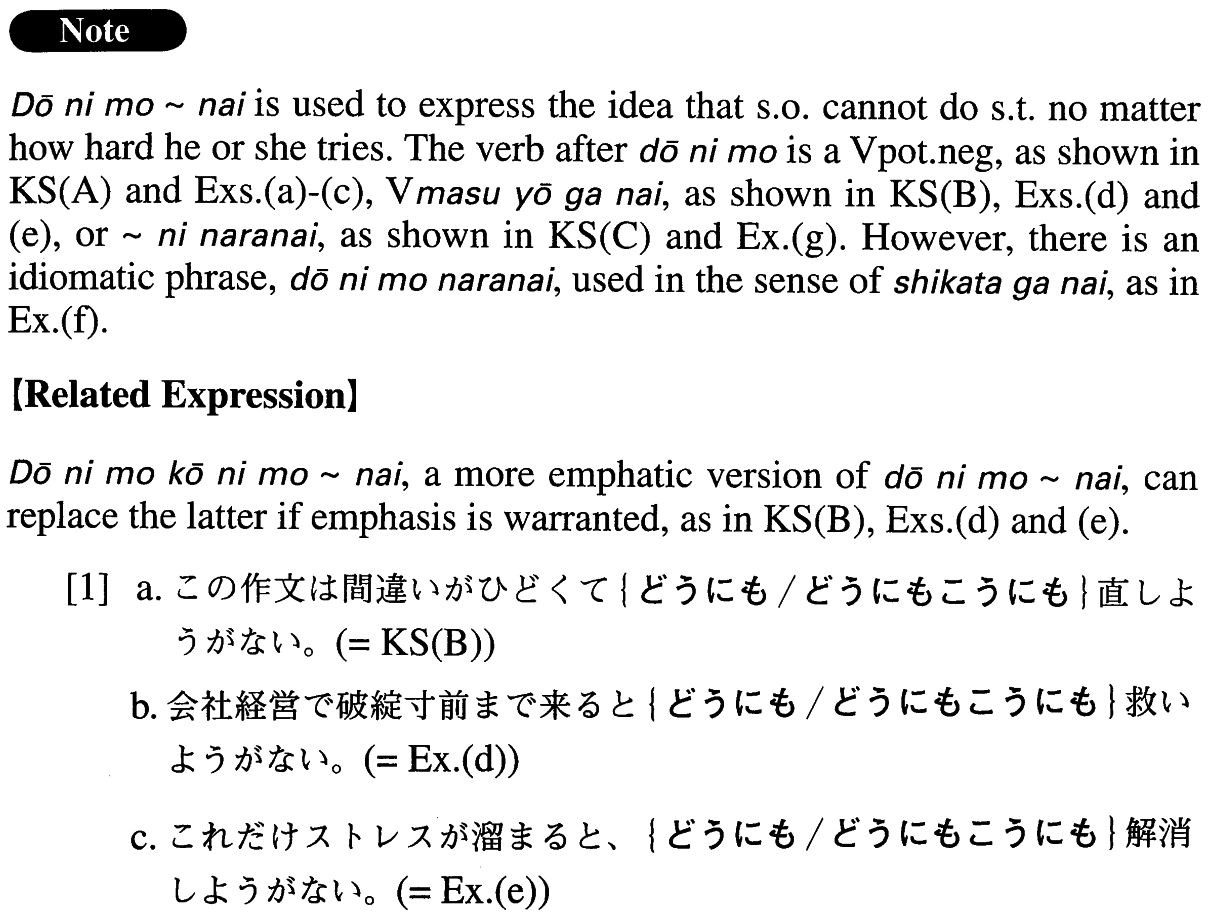 Note
Dō ni mo ~ nai is used to express the idea that s.o. cannot do s.t. no matter
how hard he or she tries. The verb after dō ni mo is a Vpot.neg, as shown in
KS(A) and Exs.(a)-(c), Vmasu yō ga nai, as shown in KS(B), Exs.(d) and
(e), or ~ ni naranai, as shown in KS(C) and Ex.(g). However, there is an
idiomatic phrase, dō ni mo naranai, used in the sense of shikata ga nai, as in
Ex.(f).
【Related Expression】
Dō ni mo kō ni mo ~ nai, a more emphatic version of dō ni mo ~ nai, can
replace the latter if emphasis is warranted, as in KS(B), Exs.(d) and (e).
[1] a. この作文は間違いがひどくて{どうにも/どうにもこうにも}直しよ
うがない。(= KS(B))
b. 会社経営で破綻寸前まで来ると{どうにも/どうにもこうにも}救い
ようがない。(= Ex.(d))
c. これだけストレスが溜まると、{どうにも/どうにもこうにも}解消
しようがない。(= Ex.(e))